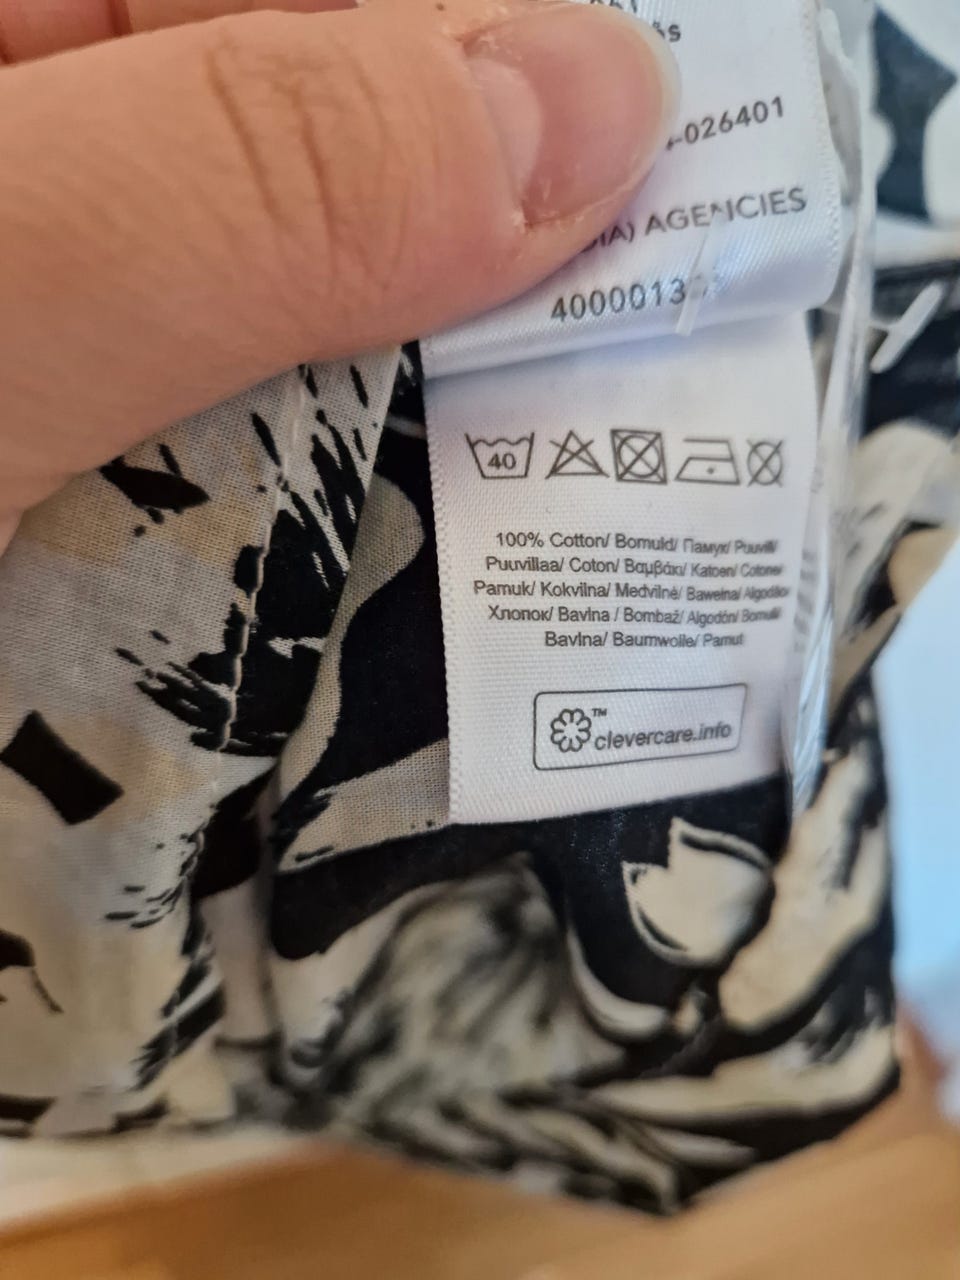 -026401
AGENCIES
4000013
40
100% Cotton/ Bomuld/ Памук/ Puuvill/
Puuvillaa/ Coton/ Βαμβάκι/ Katoen/ Cotone/
Pamuk/ Kokvilna/ Medvilnė/ Bawełna/ Algodão
Хлопок/ Bavlna / Bombaž/ Algodón/ Bomull/
Bavlna/ Baumwolle/ Pamut
™
clevercare.info